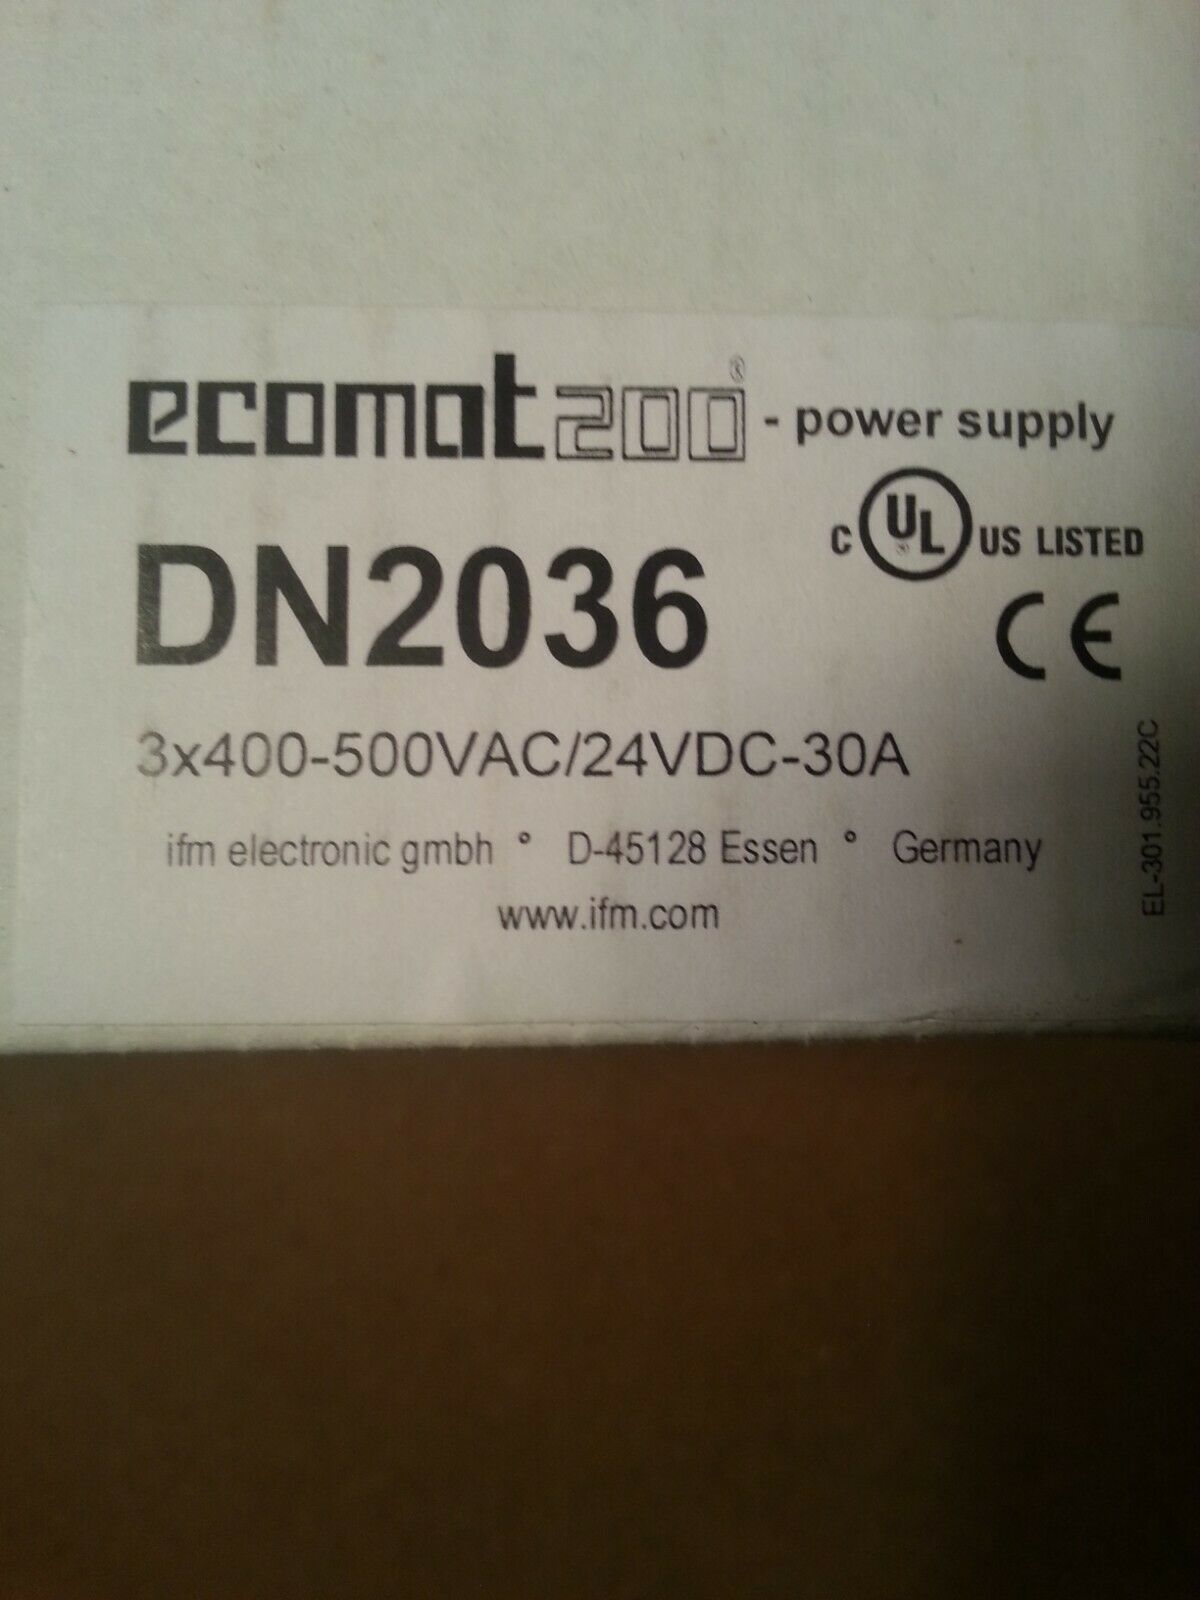 ecomat200® - power supply
C UL® US LISTED
DN2036
CE
3x400-500VAC/24VDC-30A
ifm electronic gmbh ° D-45128 Essen ° Germany
www.ifm.com
EL-301.955.22C